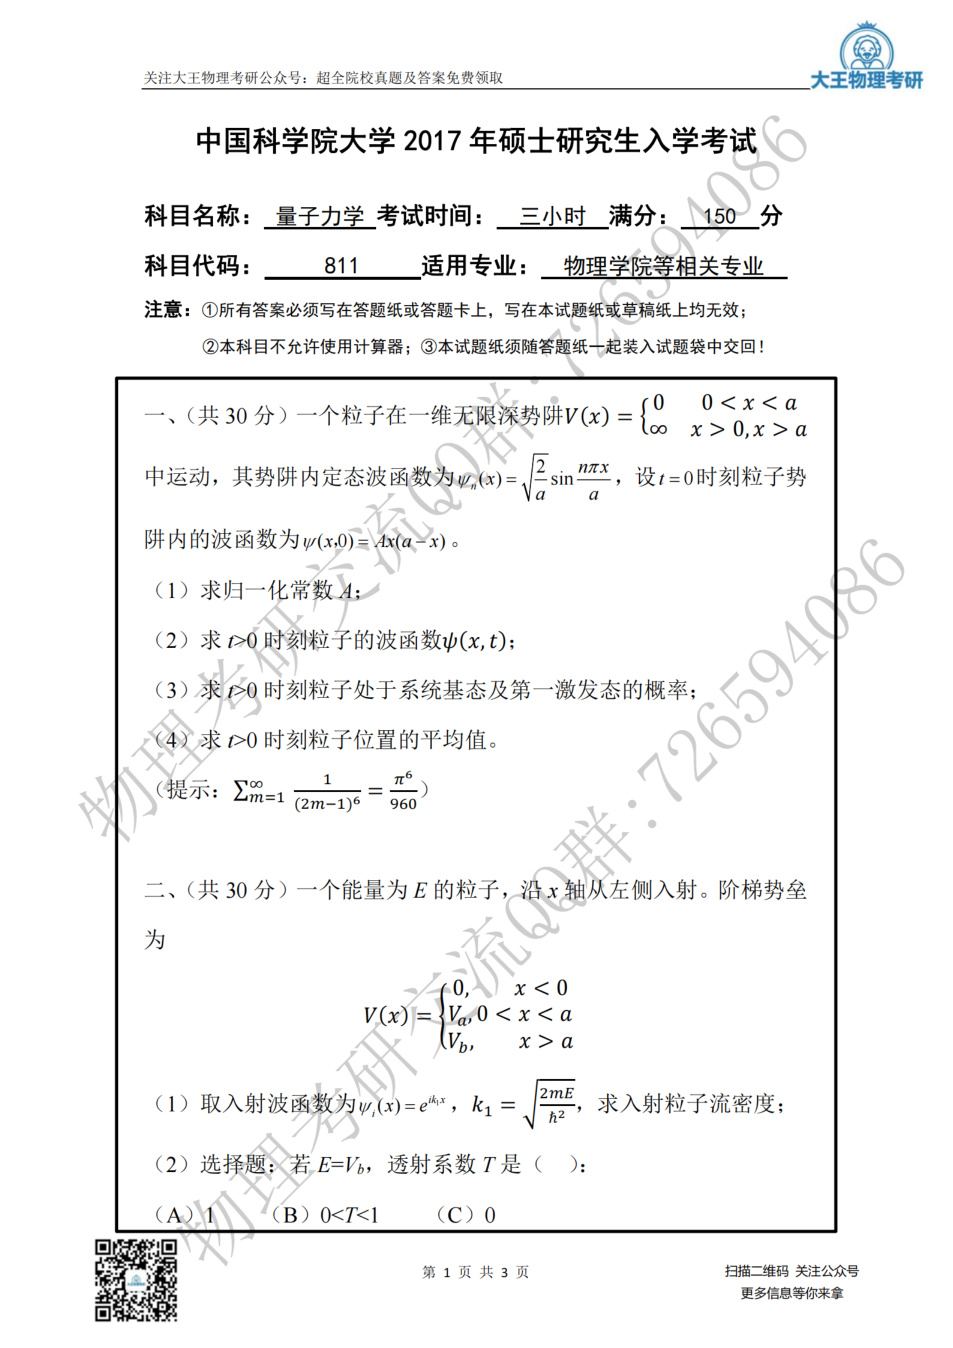 关注大王物理考研公众号：超全院校真题及答案免费领取
大王物理考研
中国科学院大学 2017 年硕士研究生入学考试
科目名称： 量子力学 考试时间： 三小时 满分： 150 分
科目代码： 811 适用专业： 物理学院等相关专业
注意：①所有答案必须写在答题纸或答题卡上，写在本试题纸或草稿纸上均无效；
②本科目不允许使用计算器；③本试题纸须随答题纸一起装入试题袋中交回！
一、（共 30 分）一个粒子在一维无限深势阱V(x) = {0 0 < x < a
∞ x > 0, x > a
中运动，其势阱内定态波函数为ψₙ(x) = √(2/a) sin nπx/a，设 t = 0 时刻粒子势
阱内的波函数为ψ(x,0) = Ax(a − x)。
（1）求归一化常数 A；
（2）求 t>0 时刻粒子的波函数ψ(x, t)；
（3）求 t>0 时刻粒子处于系统基态及第一激发态的概率；
（4）求 t>0 时刻粒子位置的平均值。
（提示：∑_{m=1}^{∞} 1/(2m−1)⁶ = π⁶/960）
二、（共 30 分）一个能量为 E 的粒子，沿 x 轴从左侧入射。阶梯势垒
为
V(x) = {0, x < 0
Vₐ, 0 < x < a
V_b, x > a
（1）取入射波函数为ψᵢ(x) = e^{ik₁x}，k₁ = √(2mE/ħ²)，求入射粒子流密度；
（2）选择题：若 E=V_b，透射系数 T 是（ ）：
（A）1 （B）0<T<1 （C）0
物理考研交流QQ群：726594086
物理考研交流QQ群：726594086
大王物理考研
第 1 页 共 3 页
扫描二维码 关注公众号
更多信息等你来拿